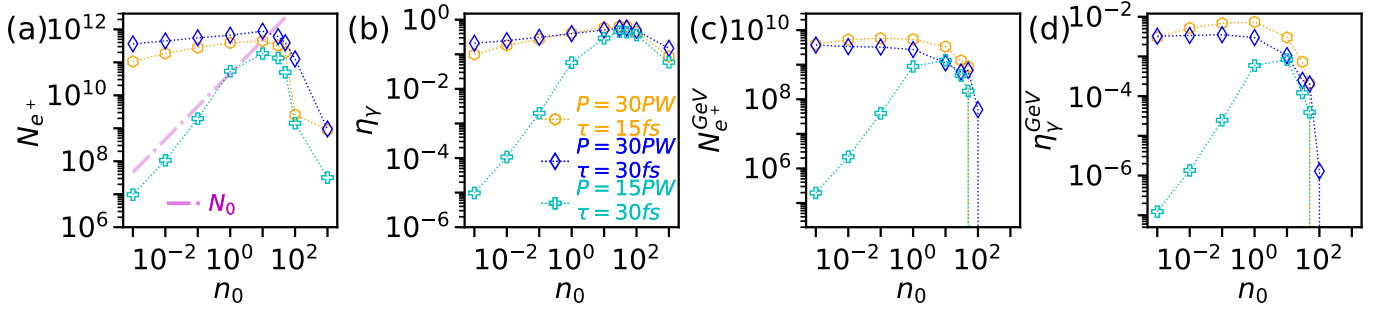 (a)
10^12
10^10
10^8
10^6
N_{e^+}
N_0
10^-2
10^0
10^2
n_0
(b)
10^0
10^-2
10^-4
10^-6
η_γ
P = 30PW
τ = 15fs
P = 30PW
τ = 30fs
P = 15PW
τ = 30fs
10^-2
10^0
10^2
n_0
(c)
10^10
10^8
10^6
N_{e^+}^{GeV}
10^-2
10^0
10^2
n_0
(d)
10^-2
10^-4
10^-6
η_γ^{GeV}
10^-2
10^0
10^2
n_0